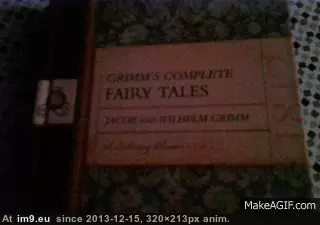 GRIMM'S COMPLETE
FAIRY TALES
JACOB AND WILHELM GRIMM
MakeAGIF.com
At im9.eu since 2013-12-15, 320×213px anim.